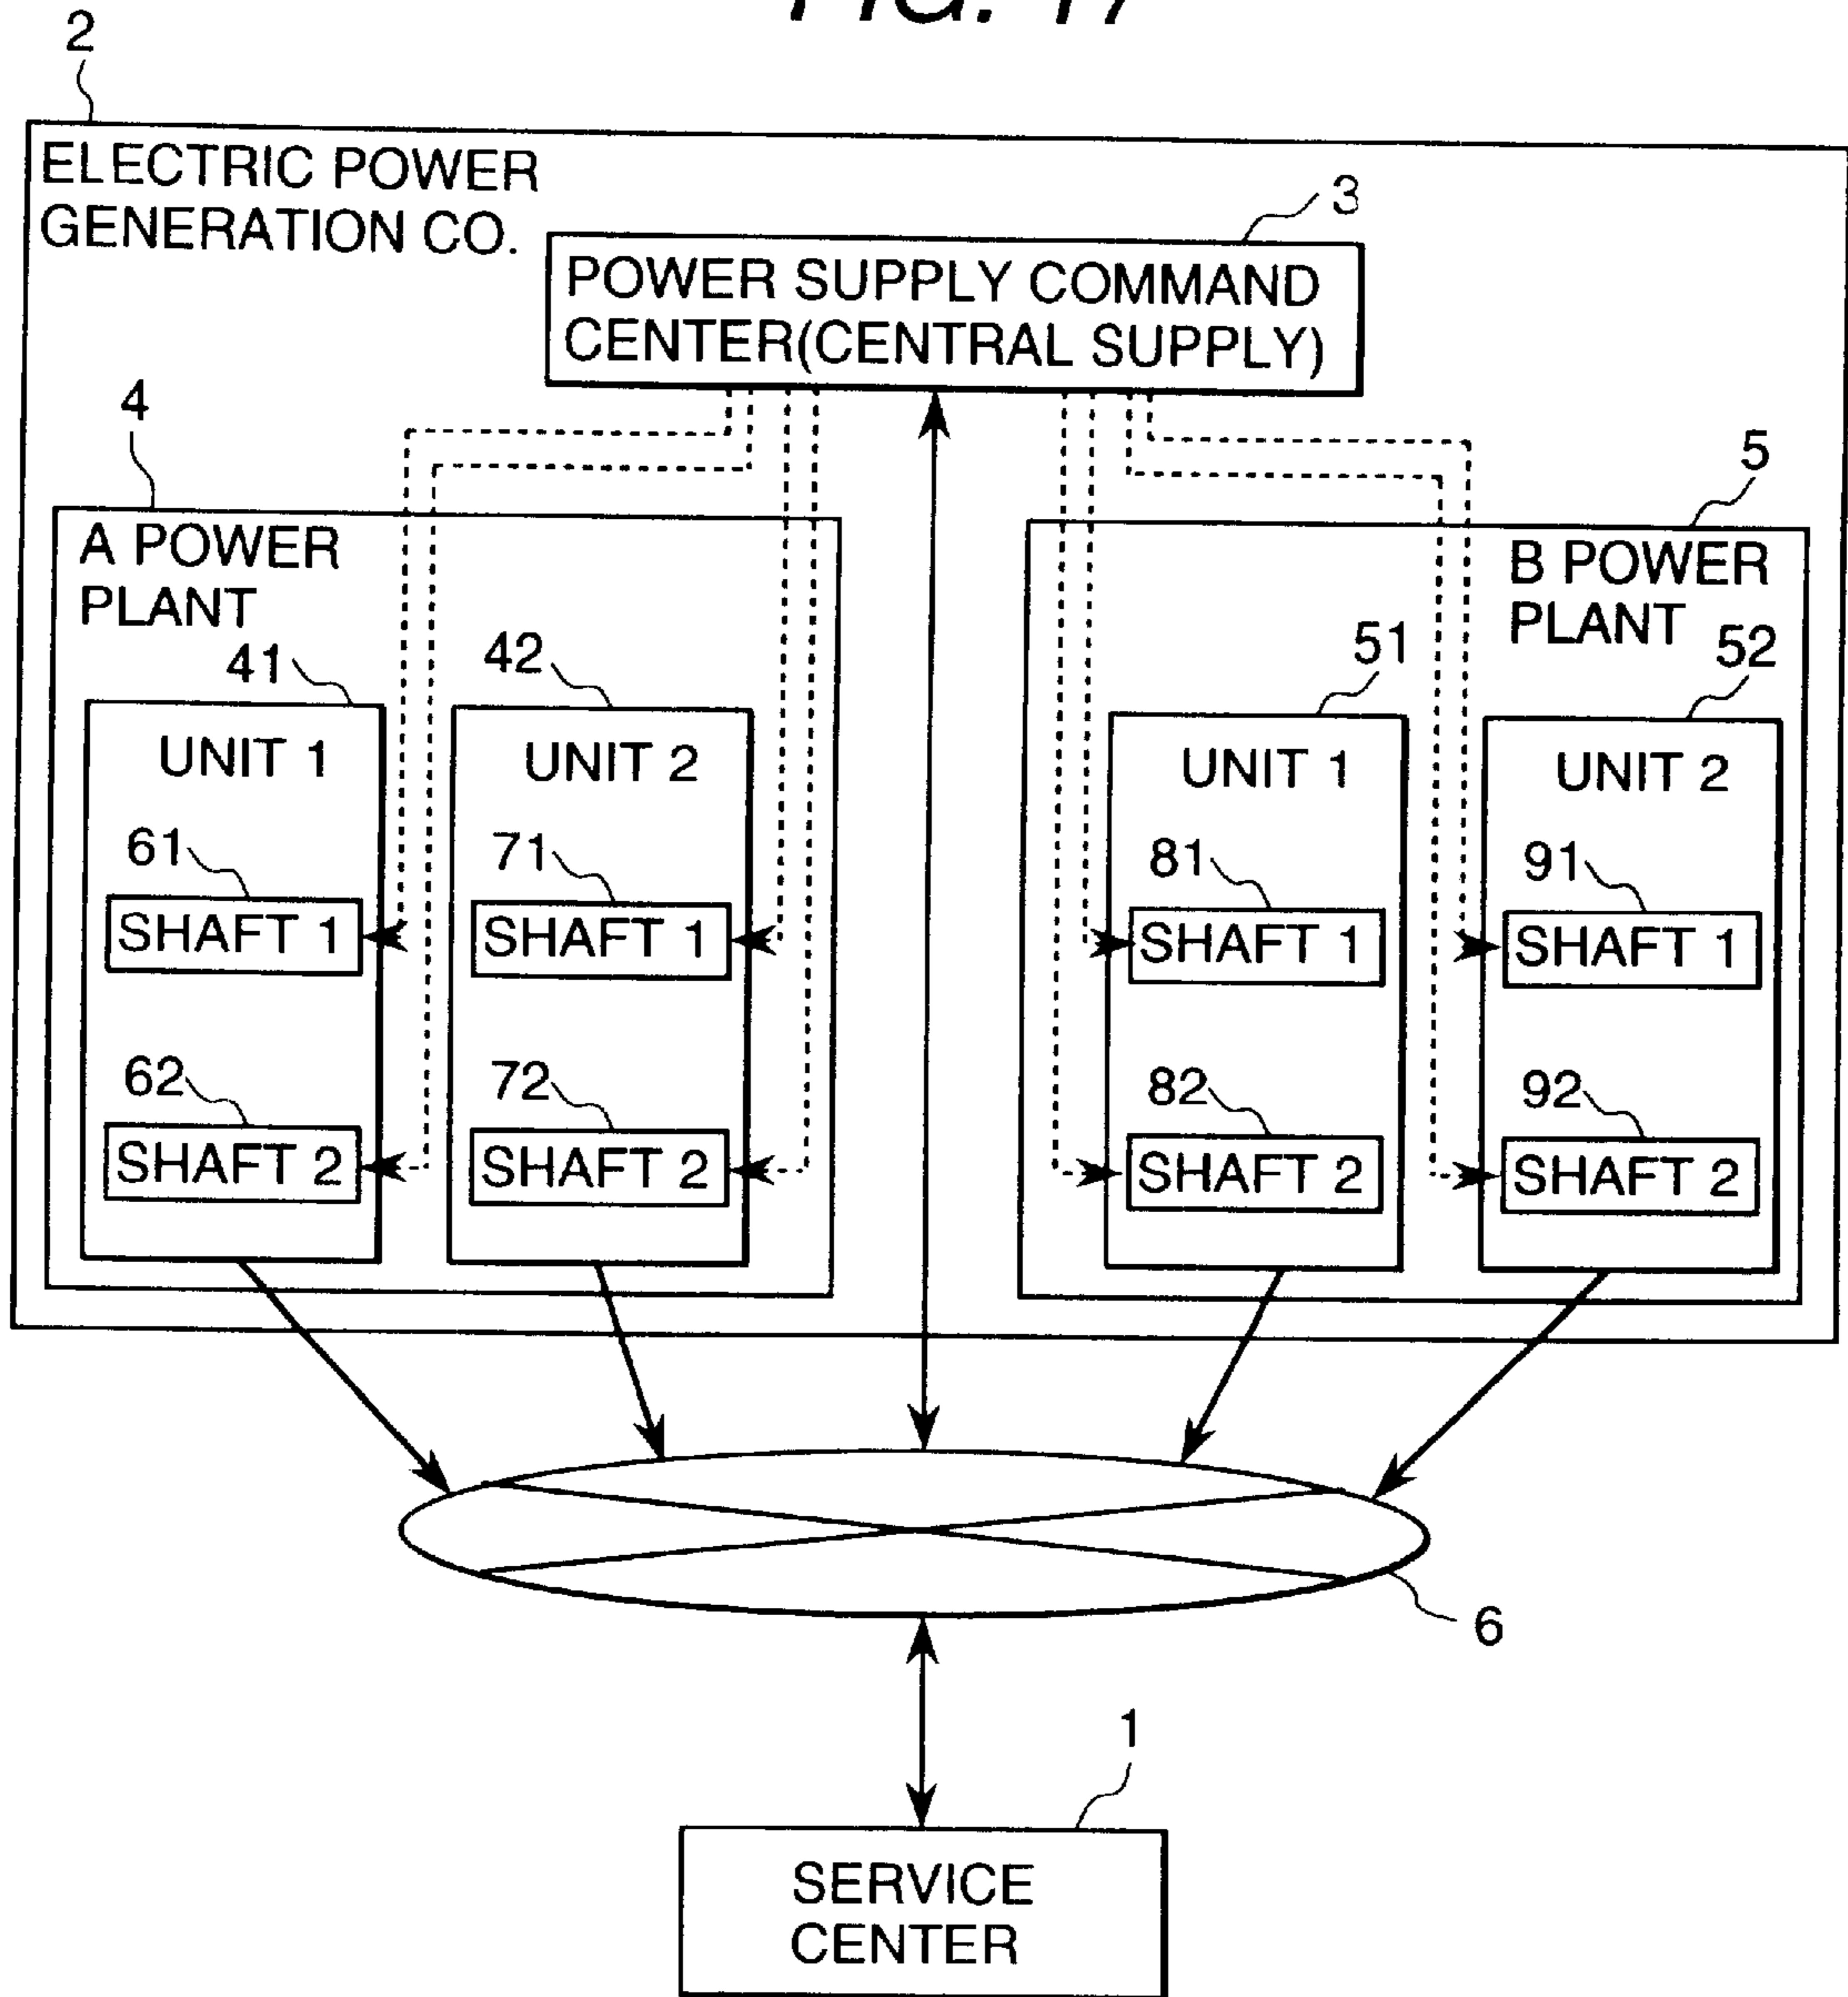 FIG. 17
2
ELECTRIC POWER
GENERATION CO.
3
POWER SUPPLY COMMAND
CENTER(CENTRAL SUPPLY)
4
5
A POWER
PLANT
B POWER
PLANT
41
42
51
52
UNIT 1
UNIT 2
UNIT 1
UNIT 2
61
71
81
91
SHAFT 1
SHAFT 1
SHAFT 1
SHAFT 1
62
72
82
92
SHAFT 2
SHAFT 2
SHAFT 2
SHAFT 2
6
1
SERVICE
CENTER